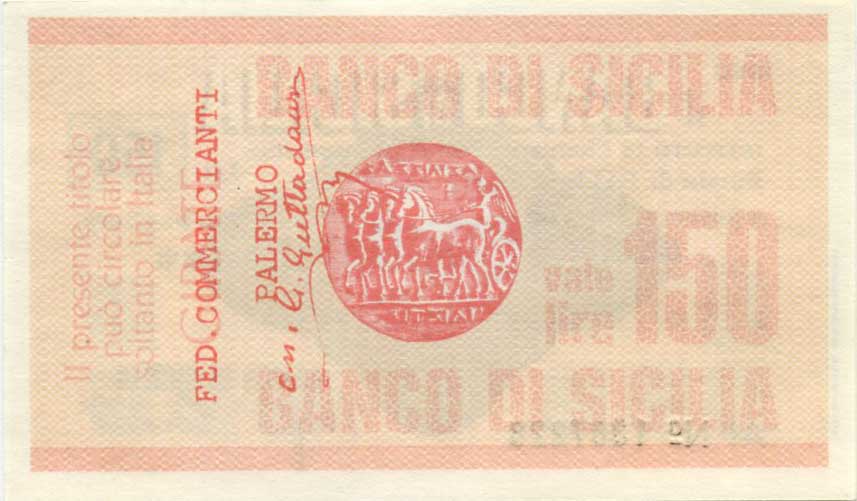 BANCO DI SICILIA
Il presente titolo
può circolare
soltanto in Italia
GIRATE
FED.COMMERCIANTI
PALERMO
vale
lire
150
BANCO DI SICILIA